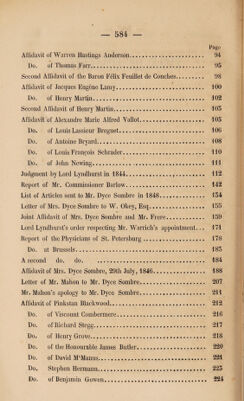 — 584 —
Page
Affidavit of Warren Hastings Anderson 94
Do. of Thomas Farr 95
Second Affidavit of the Baron Félix Feuillet de Conches 98
Affidavit of Jacques Eugène Lamy 100
Do. of Henry Martin 102
Second Affidavit of Henry Martin 105
Affidavit of Alexandre Marie Alfred Vallot 105
Do. of Louis Lassieur Breguet 106
Do. of Antoine Bryard 108
Do. of Louis François Schrader 110
Do. of John Newing 111
Judgment by Lord Lyndhurst in 1844 112
Report of Mr. Commissioner Barlow 142
List of Articles sent to Mr. Dyce Sombre in 1848 154
Letter of Mrs. Dyce Sombre to W. Okey, Esq. 155
Joint Affidavit of Mrs. Dyce Sombre and Mr. Frere 159
Lord Lyndhurst's order respecting Mr. Warrich's appointment 171
Report of the Physicians of St. Petersburg 178
Do. at Brussels 185
A second do. do. 184
Affidavit of Mrs. Dyce Sombre, 29th July, 1846 188
Letter of Mr. Mahon to Mr. Dyce Sombre 207
Mr. Mahon's apology to Mr. Dyce Sombre 211
Affidavit of Pinkstan Blackwood 212
Do. of Viscount Combermere 216
Do. of Richard Stegg 217
Do. of Henry Grove 218
Do. of the Honourable James Butler 220
Do. of David M'Manus 221
Do. Stephen Hermann 223
Do. of Benjamin Gowen 224